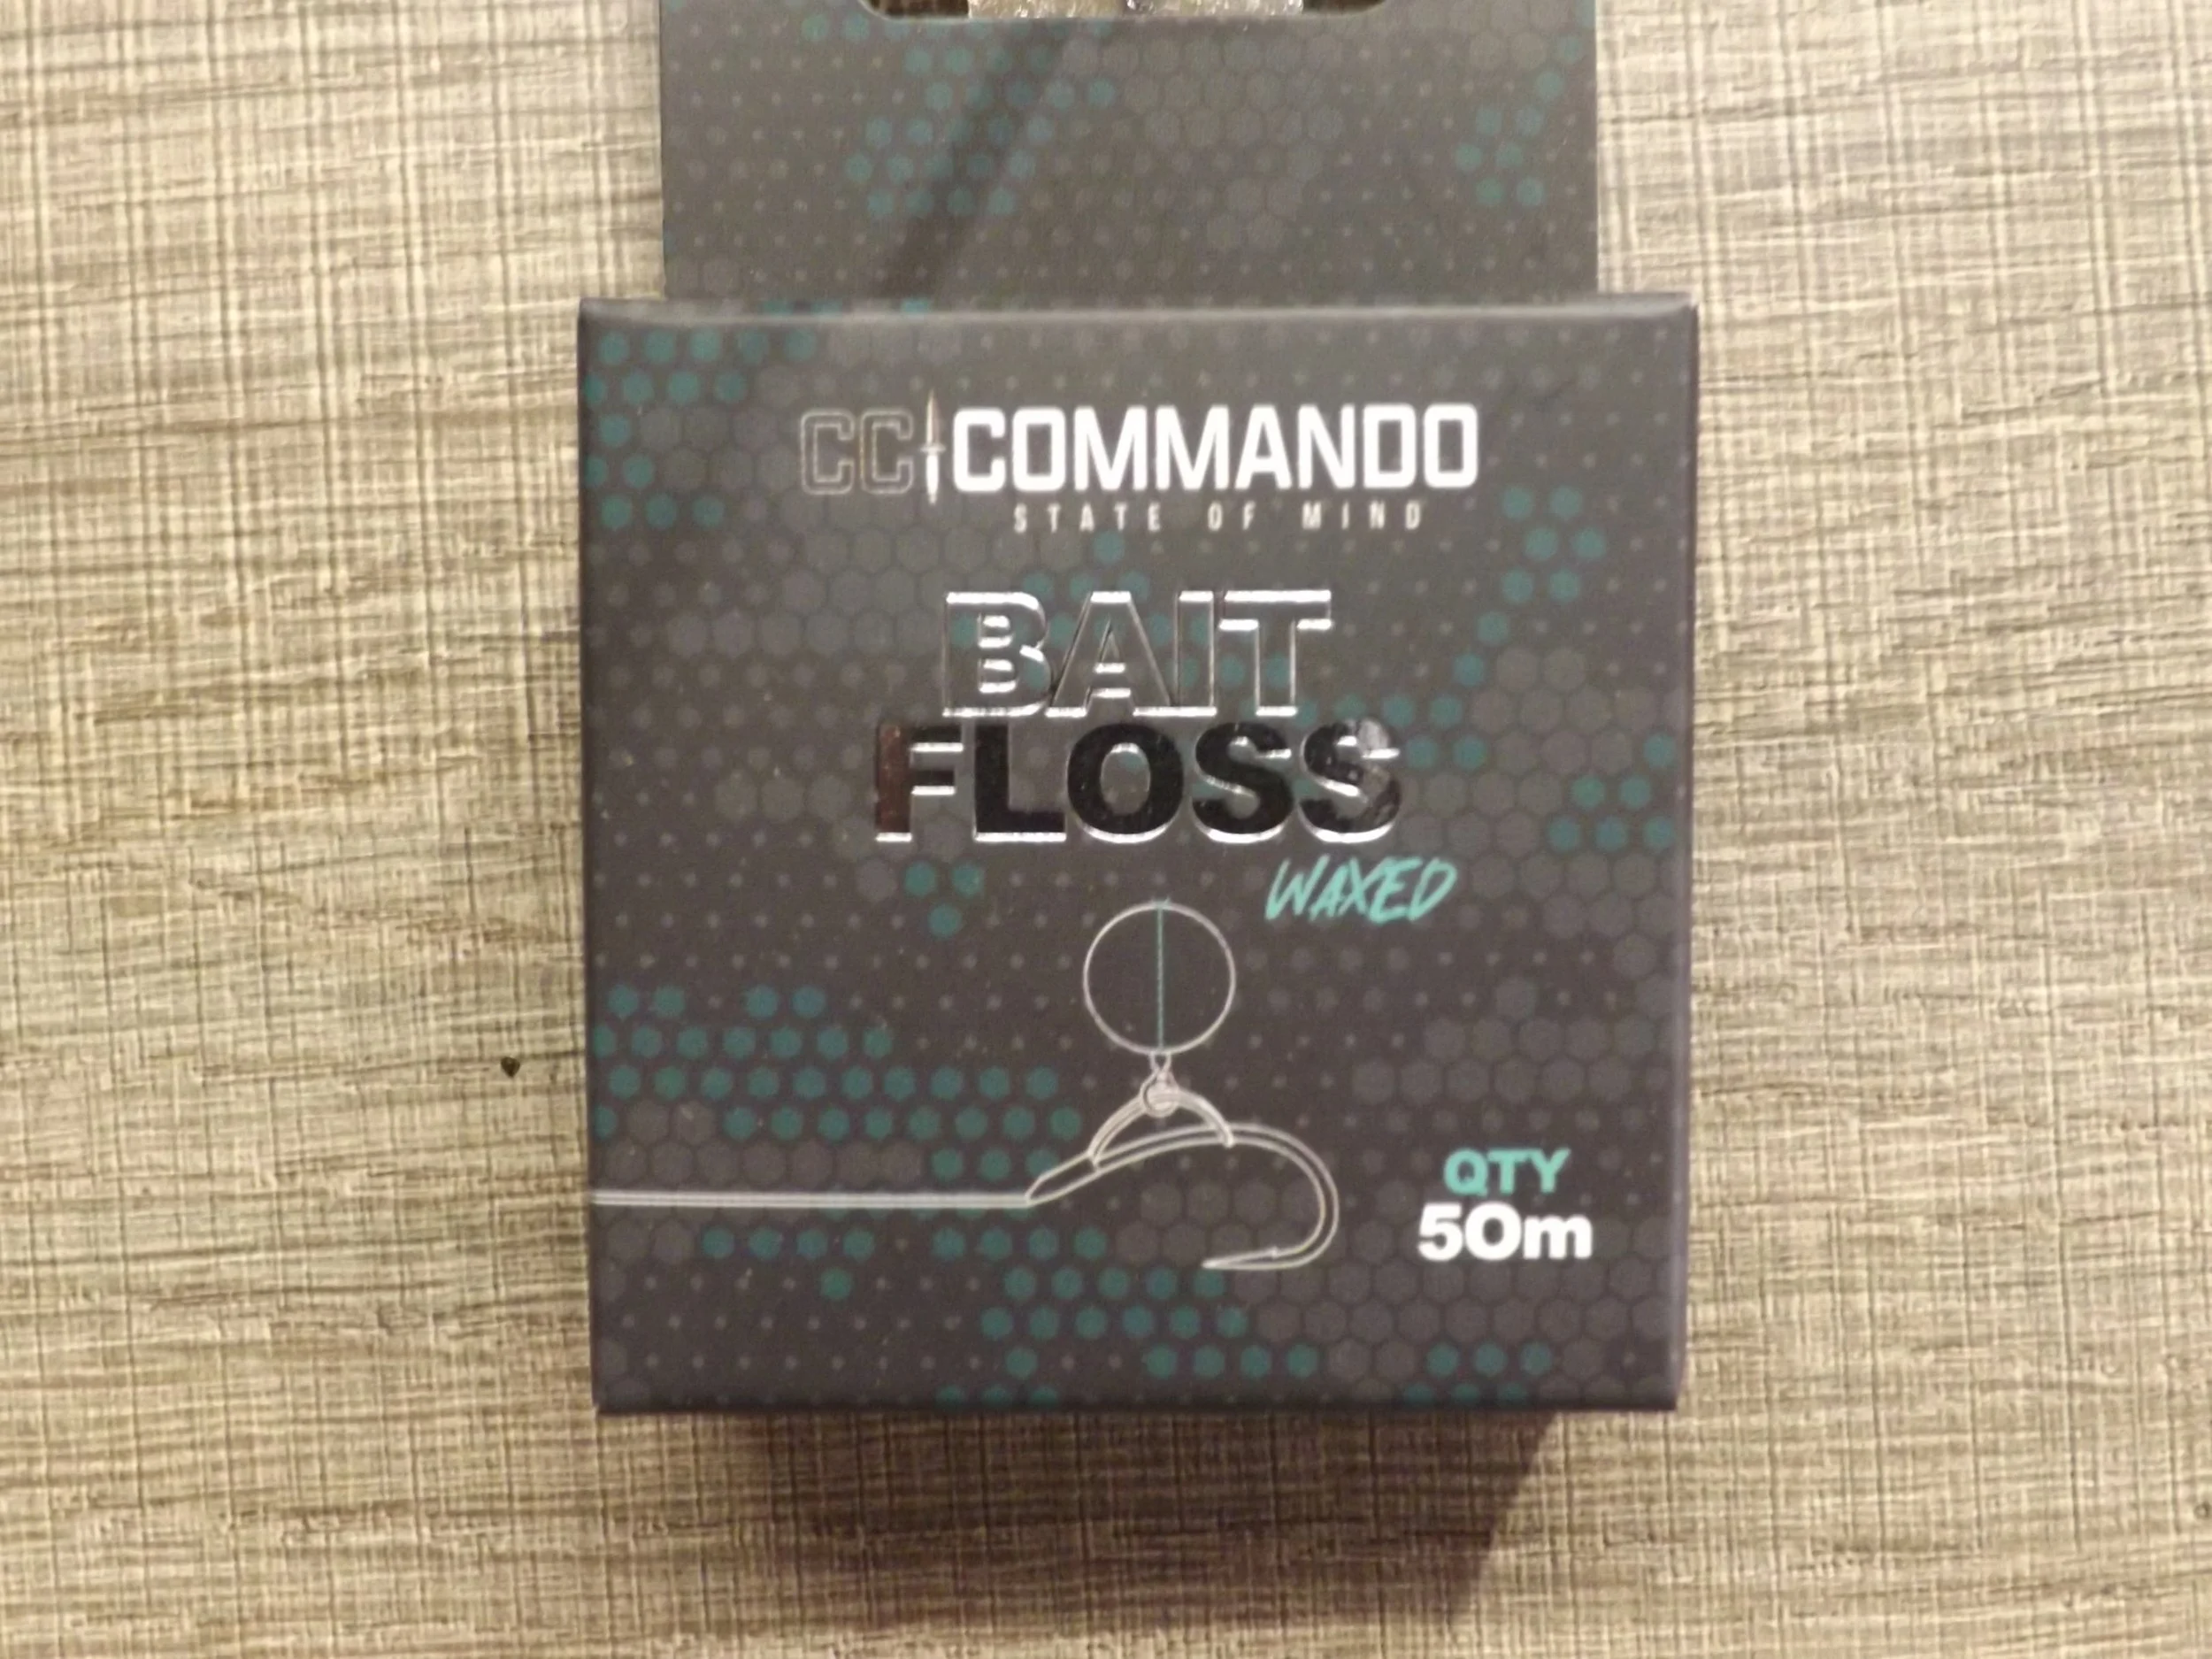 CC COMMANDO
STATE OF MIND
BAIT
FLOSS
WAXED
QTY
50m